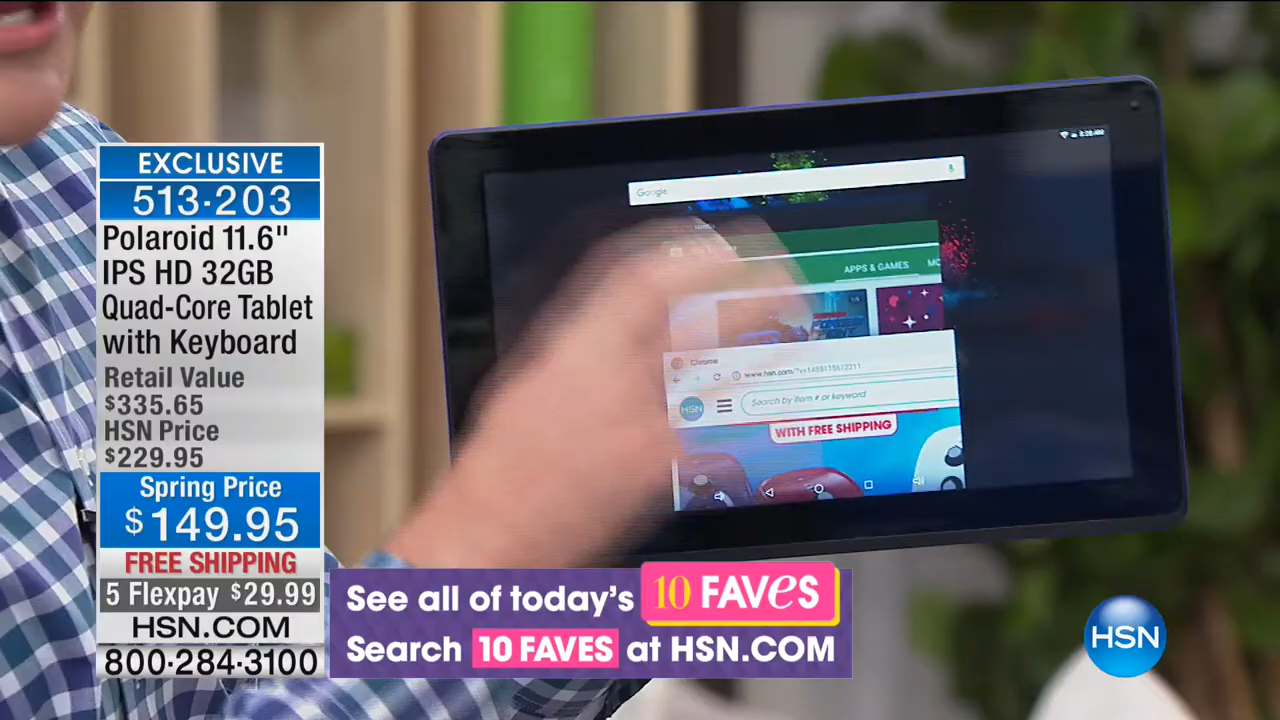 EXCLUSIVE
513-203
Polaroid 11.6"
IPS HD 32GB
Quad-Core Tablet
with Keyboard
Retail Value
$335.65
HSN Price
$229.95
Spring Price
$149.95
FREE SHIPPING
5 Flexpay $29.99
HSN.COM
800-284-3100
See all of today's 10 FAVES
Search 10 FAVES at HSN.COM
HSN
Google
APPS & GAMES
Chrome
HSN
Search by item # or keyword
WITH FREE SHIPPING